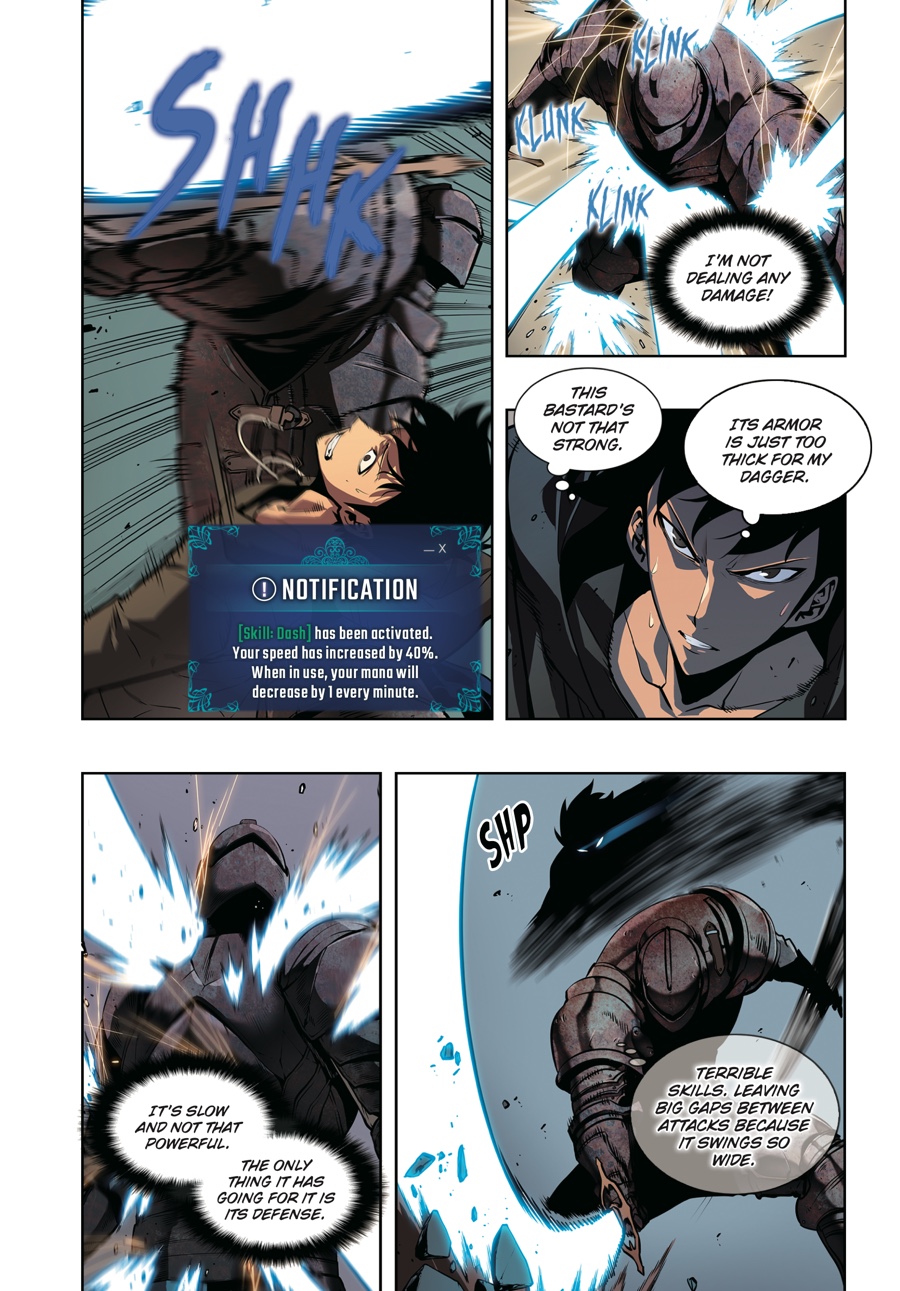 SHHK
— X
! NOTIFICATION
[Skill: Dash] has been activated.
Your speed has increased by 40%.
When in use, your mana will
decrease by 1 every minute.
KLINK
KLUNK
KLINK
I'M NOT
DEALING ANY
DAMAGE!
THIS
BASTARD'S
NOT THAT
STRONG.
ITS ARMOR
IS JUST TOO
THICK FOR MY
DAGGER.
IT'S SLOW
AND NOT THAT
POWERFUL.
THE ONLY
THING IT HAS
GOING FOR IT IS
ITS DEFENSE.
SHP
TERRIBLE
SKILLS. LEAVING
BIG GAPS BETWEEN
ATTACKS BECAUSE
IT SWINGS SO
WIDE.